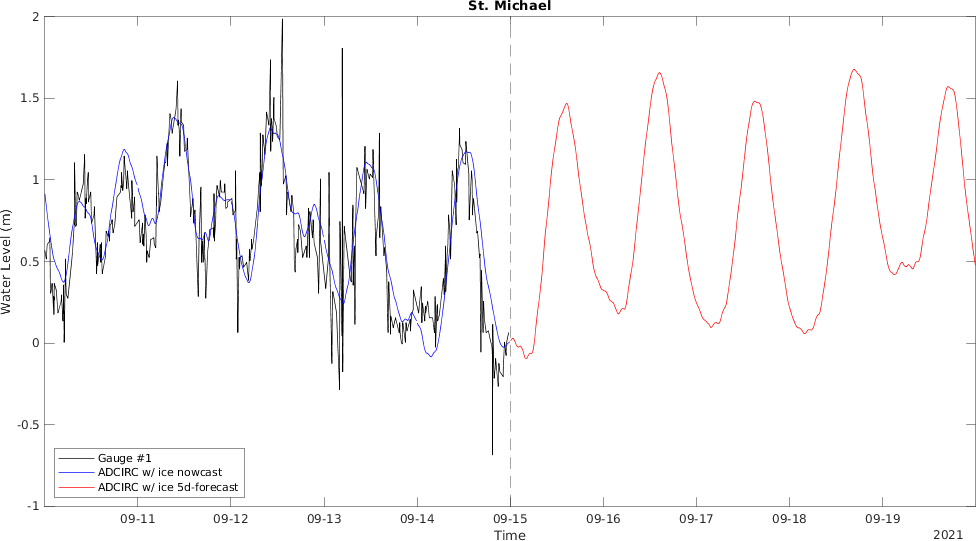 St. Michael
Water Level (m)
2
1.5
1
0.5
0
-0.5
-1
Gauge #1
ADCIRC w/ ice nowcast
ADCIRC w/ ice 5d-forecast
09-11 09-12 09-13 09-14 09-15 09-16 09-17 09-18 09-19
Time
2021